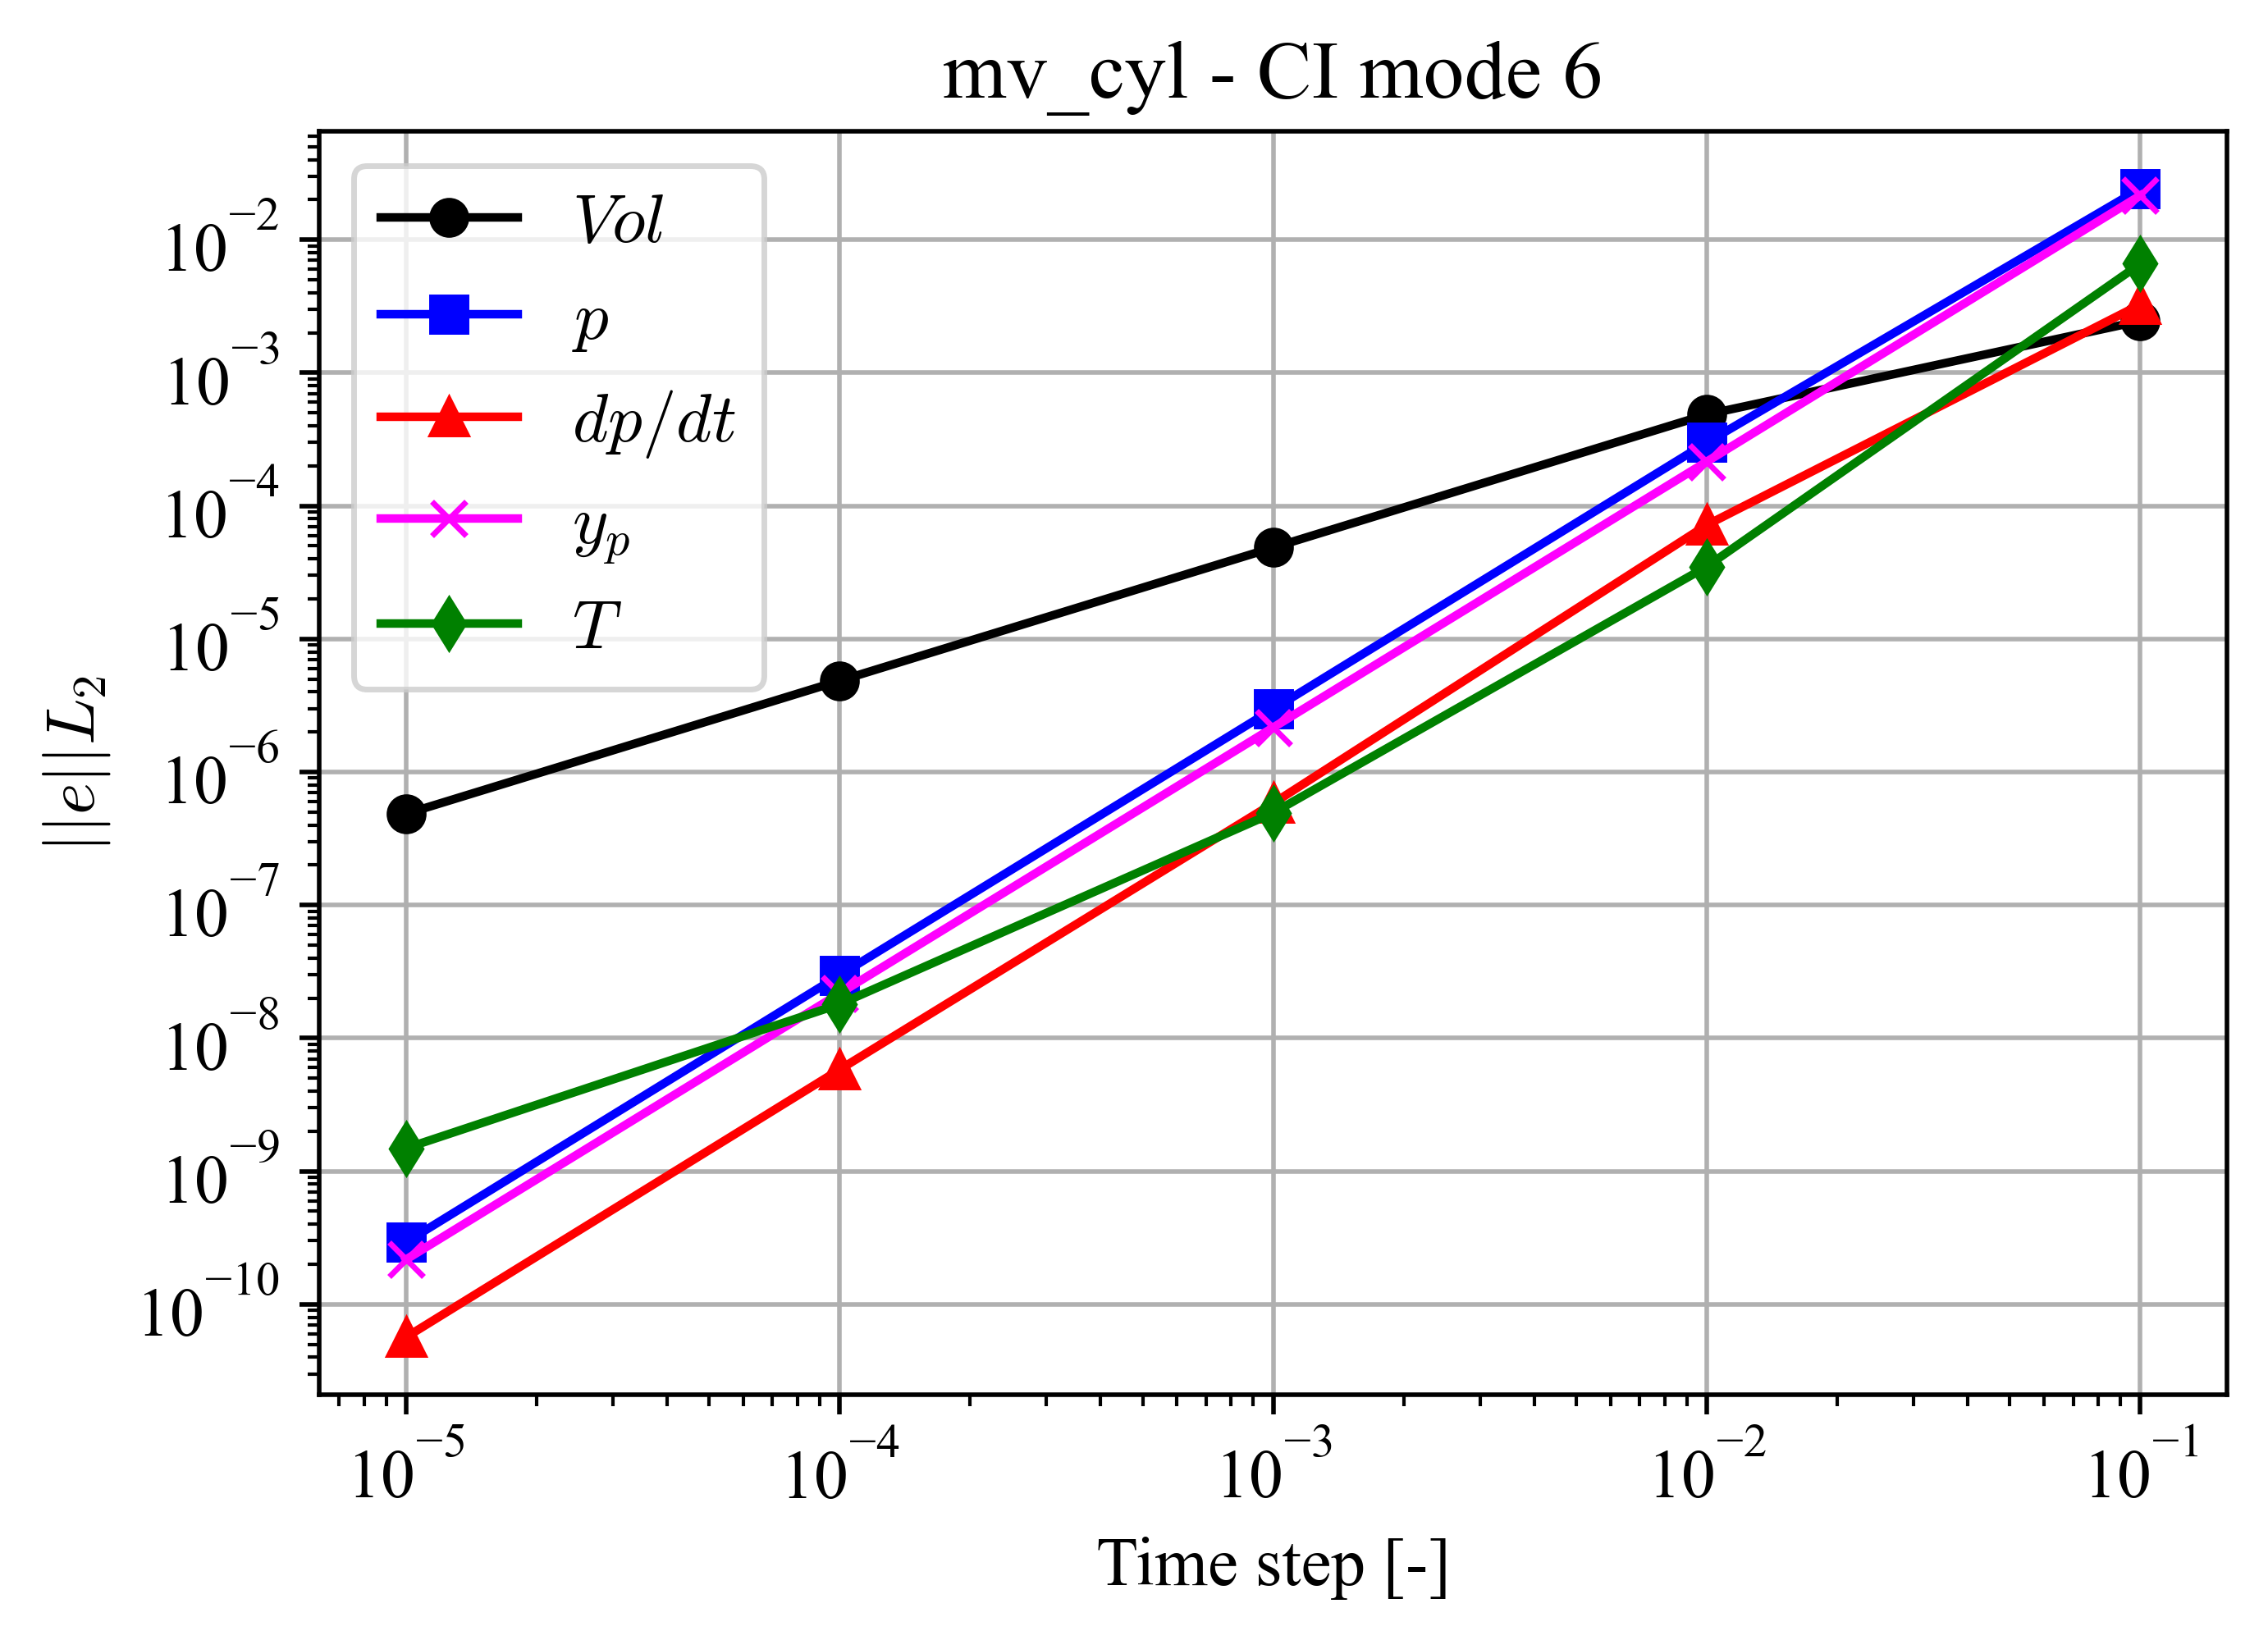 mv_cyl - CI mode 6
Vol
p
dp/dt
y_p
T
||e||L_2
10^−2
10^−3
10^−4
10^−5
10^−6
10^−7
10^−8
10^−9
10^−10
10^−5 10^−4 10^−3 10^−2 10^−1
Time step [-]